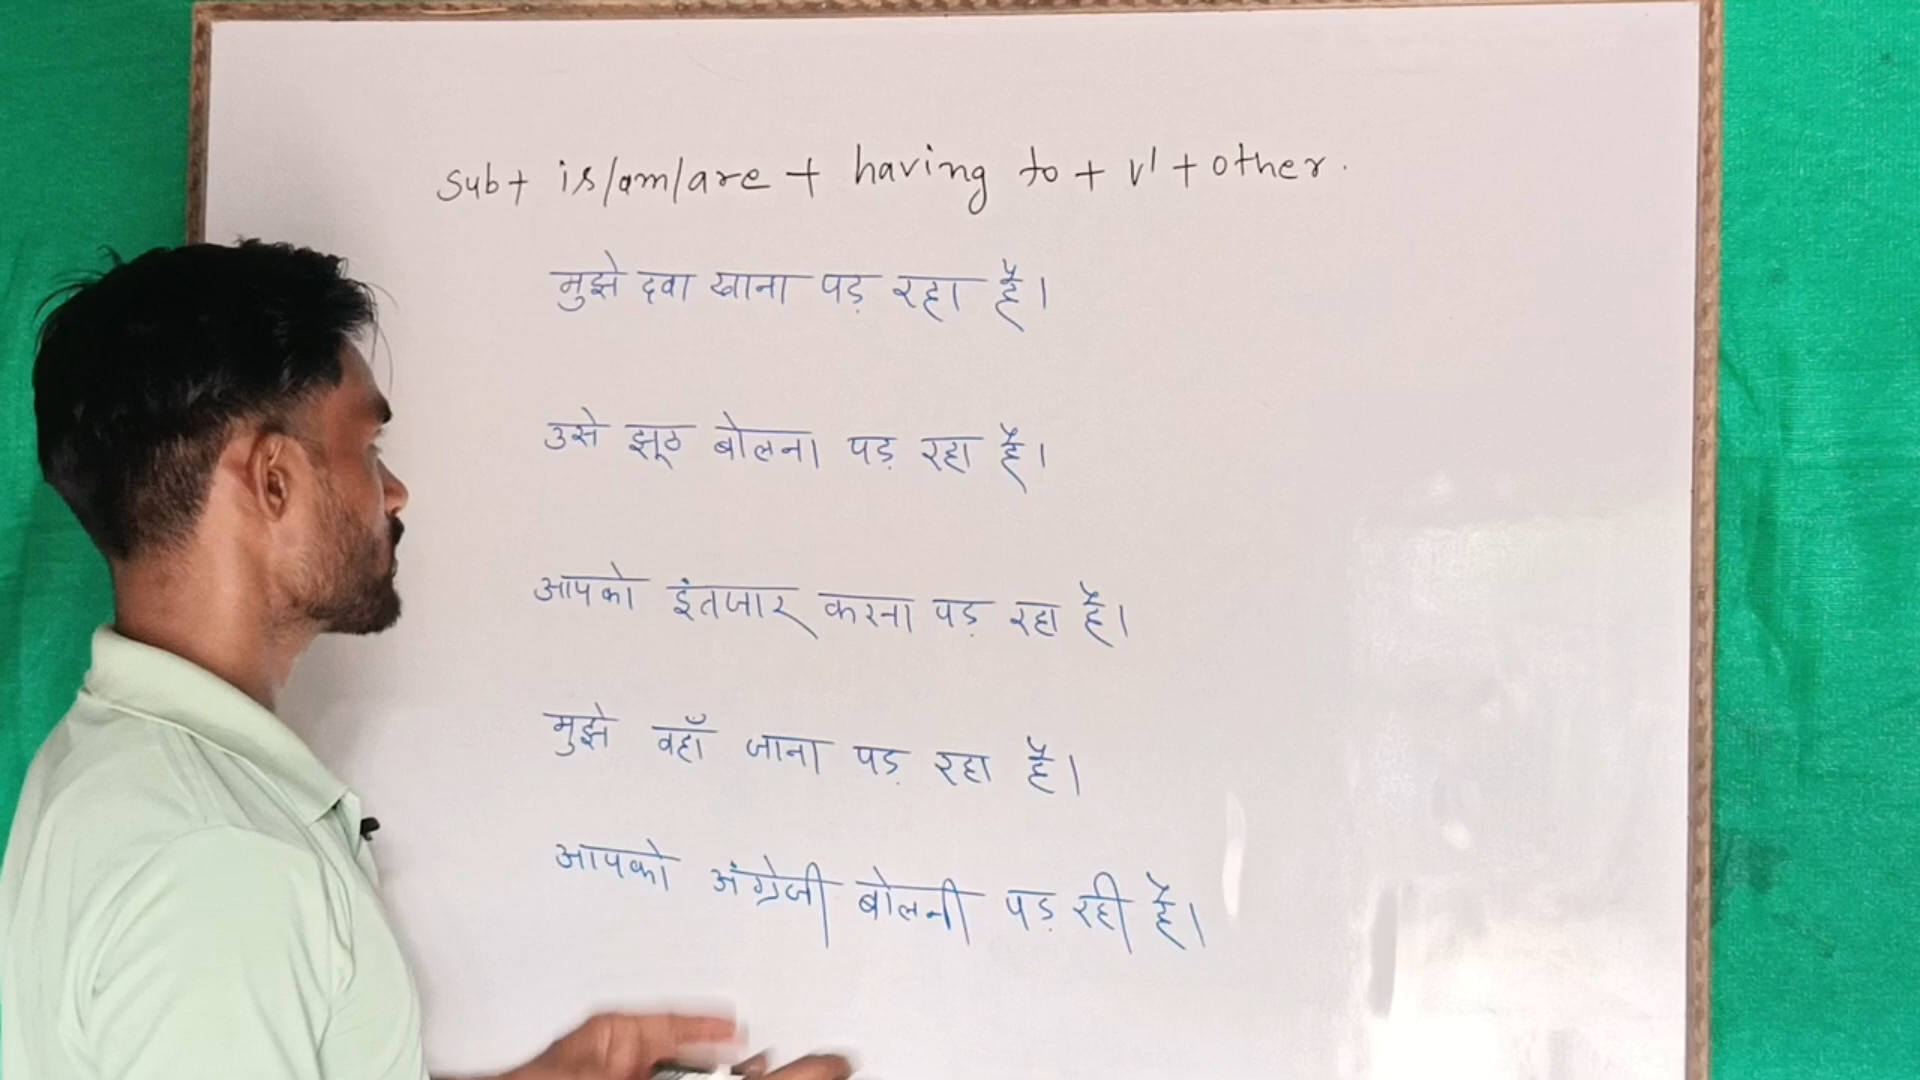 sub+ is/am/are + having to + v1 + other.
मुझे दवा खाना पड़ रहा है।
उसे झूठ बोलना पड़ रहा है।
आपको इंतजार करना पड़ रहा है।
मुझे वहाँ जाना पड़ रहा है।
आपको अंग्रेजी बोलनी पड़ रही है।